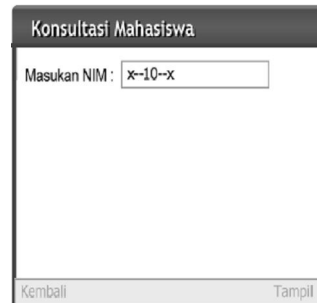 Konsultasi Mahasiswa
Masukan NIM : x--10--x
Kembali Tampil